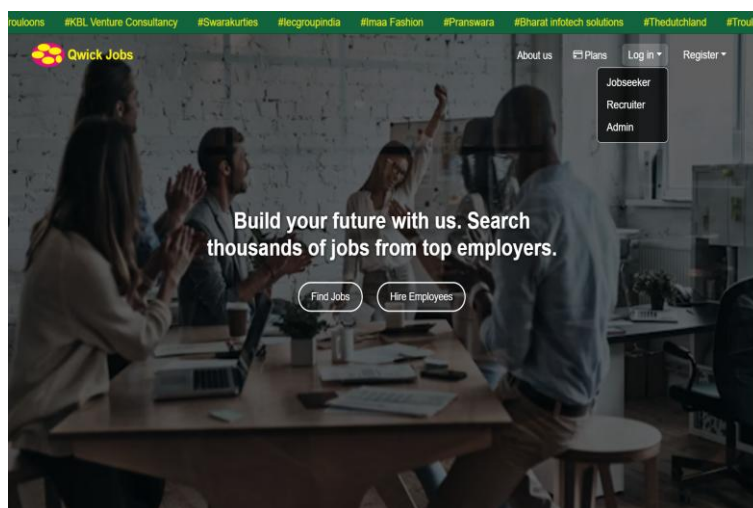 rouloons #KBL Venture Consultancy #Swarakurties #Iecgroupindia #Imaa Fashion #Pranswara #Bharat infotech solutions #Thedutchland #Troul
Qwick Jobs
About us Plans Log in Register
Jobseeker
Recruiter
Admin
Build your future with us. Search
thousands of jobs from top employers.
Find Jobs Hire Employees